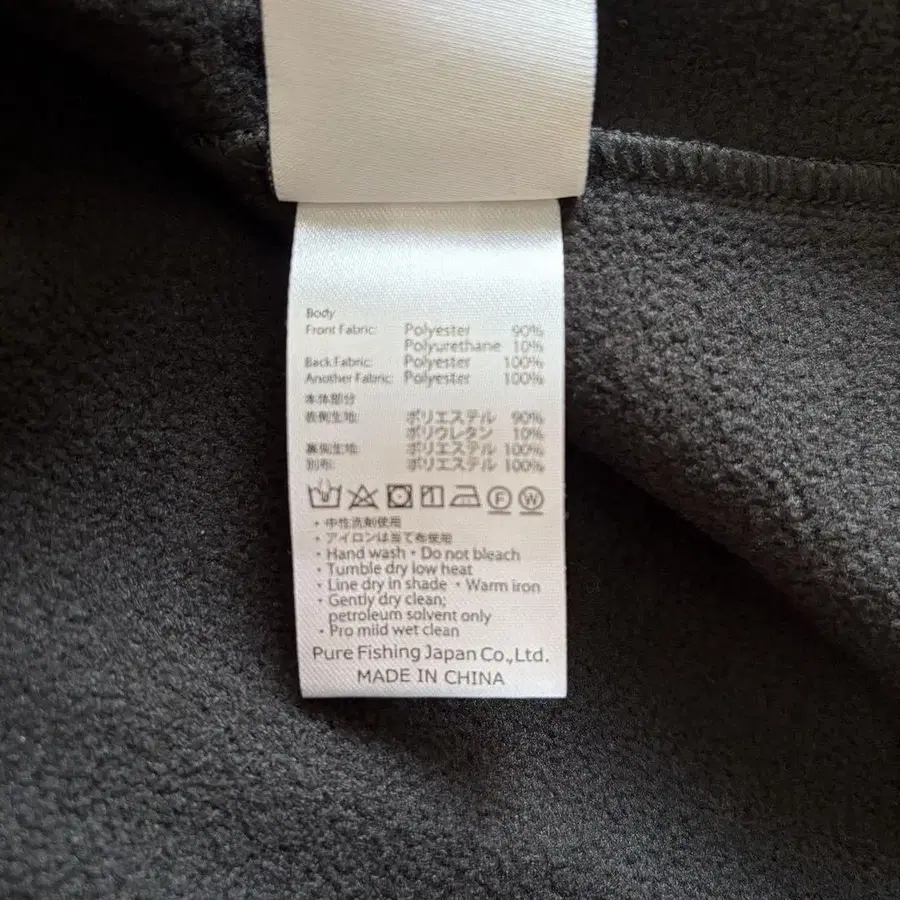 Body
Front Fabric: Polyester 90%
Polyurethane 10%
Back Fabric: Polyester 100%
Another Fabric: Polyester 100%
本体部分
表側生地: ポリエステル 90%
ポリウレタン 10%
裏側生地: ポリエステル 100%
別布: ポリエステル 100%
F W
・中性洗剤使用
・アイロンは当て布使用
・Hand wash・Do not bleach
・Tumble dry low heat
・Line dry in shade ・Warm iron
・Gently dry clean;
petroleum solvent only
・Pro mild wet clean
Pure Fishing Japan Co.,Ltd.
MADE IN CHINA